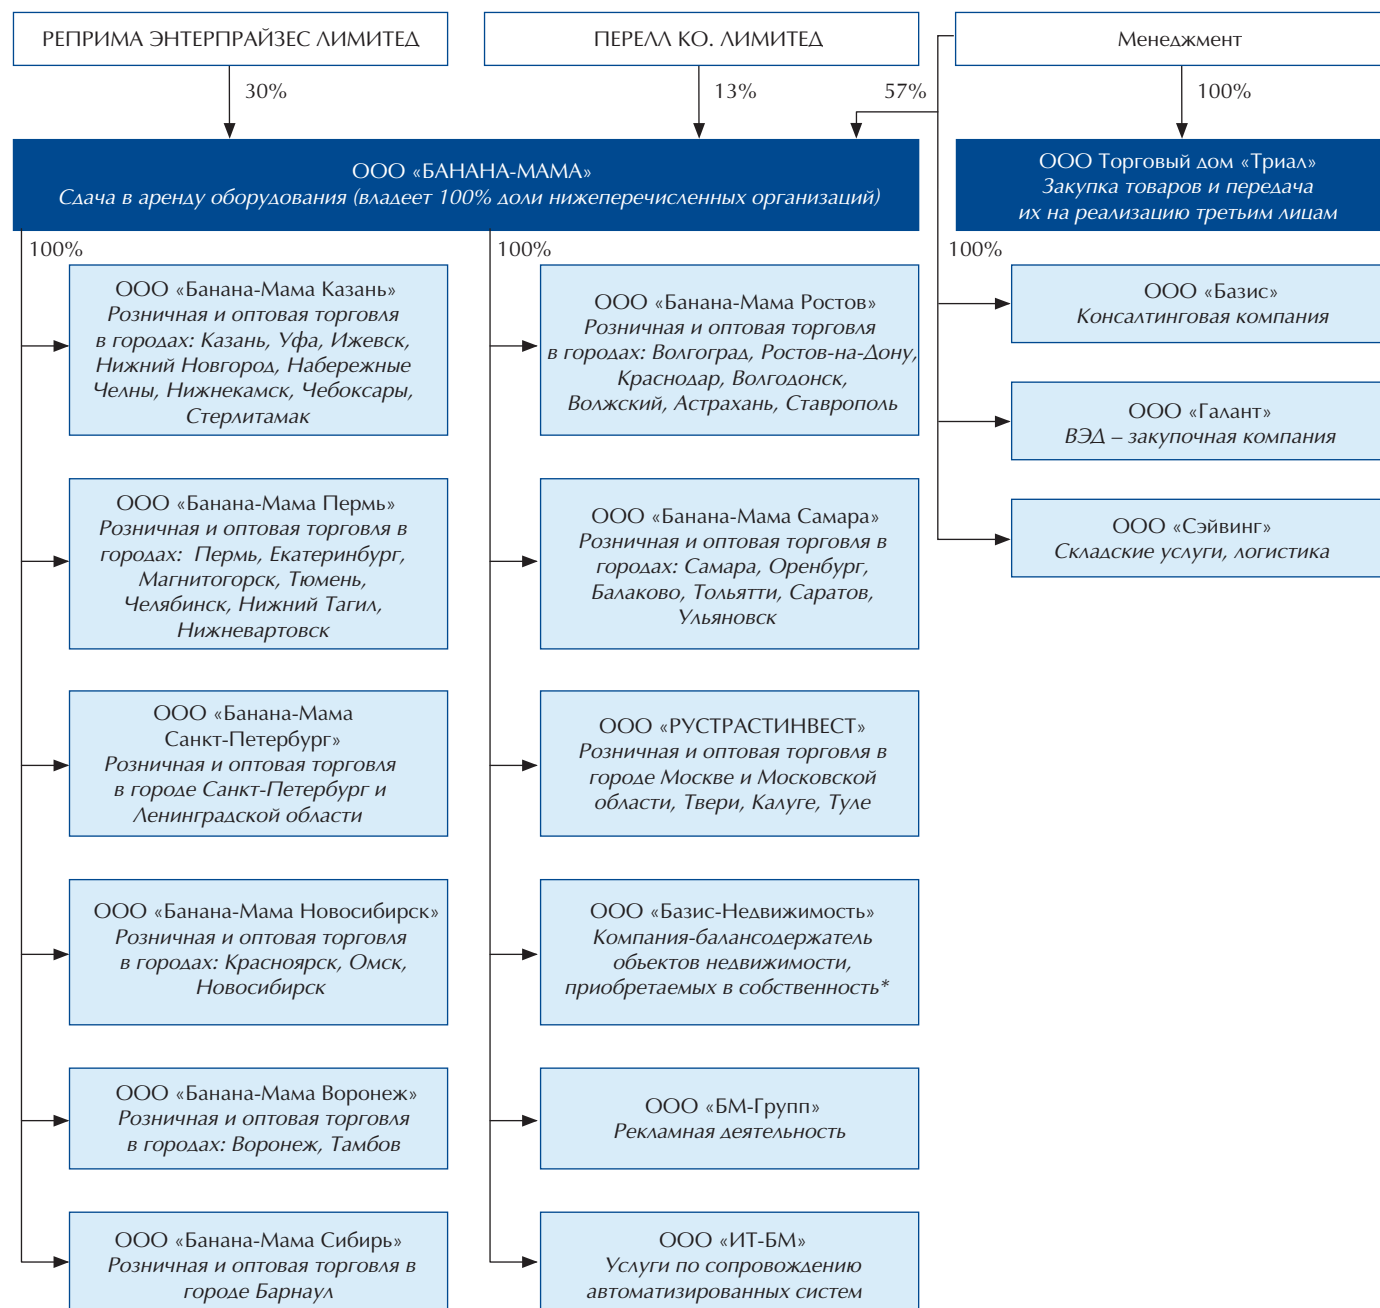 РЕПРИМА ЭНТЕРПРАЙЗЕС ЛИМИТЕД
ПЕРЕЛЛ КО. ЛИМИТЕД
Менеджмент
30%
13%
57%
100%
ООО «БАНАНА-МАМА»
Сдача в аренду оборудования (владеет 100% доли нижеперечисленных организаций)
ООО Торговый дом «Триал»
Закупка товаров и передача
их на реализацию третьим лицам
100%
100%
100%
ООО «Банана-Мама Казань»
Розничная и оптовая торговля
в городах: Казань, Уфа, Ижевск,
Нижний Новгород, Набережные
Челны, Нижнекамск, Чебоксары,
Стерлитамак
ООО «Банана-Мама Ростов»
Розничная и оптовая торговля
в городах: Волгоград, Ростов-на-Дону,
Краснодар, Волгодонск,
Волжский, Астрахань, Ставрополь
ООО «Базис»
Консалтинговая компания
ООО «Галант»
ВЭД – закупочная компания
ООО «Банана-Мама Пермь»
Розничная и оптовая торговля в
городах: Пермь, Екатеринбург,
Магнитогорск, Тюмень,
Челябинск, Нижний Тагил,
Нижневартовск
ООО «Банана-Мама Самара»
Розничная и оптовая торговля в
городах: Самара, Оренбург,
Балаково, Тольятти, Саратов,
Ульяновск
ООО «Сэйвинг»
Складские услуги, логистика
ООО «Банана-Мама
Санкт-Петербург»
Розничная и оптовая торговля
в городе Санкт-Петербург и
Ленинградской области
ООО «РУСТРАСТИНВЕСТ»
Розничная и оптовая торговля в
городе Москве и Московской
области, Твери, Калуге, Туле
ООО «Банана-Мама Новосибирск»
Розничная и оптовая торговля
в городах: Красноярск, Омск,
Новосибирск
ООО «Базис-Недвижимость»
Компания-балансодержатель
объектов недвижимости,
приобретаемых в собственность*
ООО «Банана-Мама Воронеж»
Розничная и оптовая торговля
в городах: Воронеж, Тамбов
ООО «БМ-Групп»
Рекламная деятельность
ООО «Банана-Мама Сибирь»
Розничная и оптовая торговля в
городе Барнаул
ООО «ИТ-БМ»
Услуги по сопровождению
автоматизированных систем